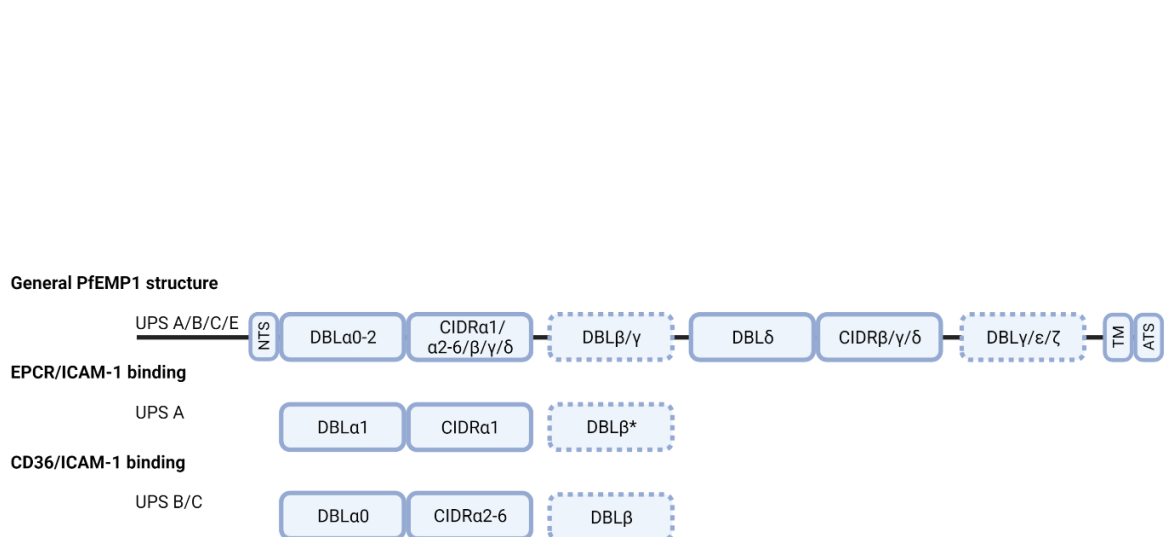 General PfEMP1 structure
UPS A/B/C/E
NTS
DBLα0-2
CIDRα1/
α2-6/β/γ/δ
DBLβ/γ
DBLδ
CIDRβ/γ/δ
DBLγ/ε/ζ
TM
ATS
EPCR/ICAM-1 binding
UPS A
DBLα1
CIDRα1
DBLβ*
CD36/ICAM-1 binding
UPS B/C
DBLα0
CIDRα2-6
DBLβ